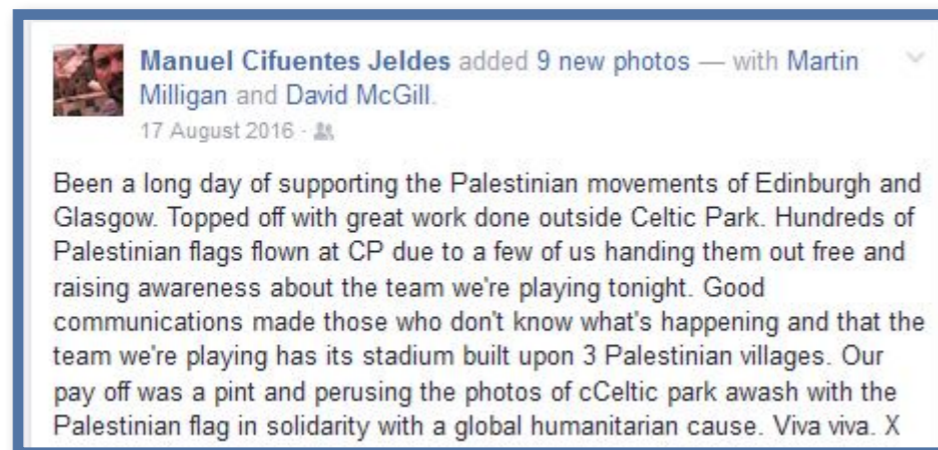 Manuel Cifuentes Jeldes added 9 new photos — with Martin
Milligan and David McGill.
17 August 2016 ·
Been a long day of supporting the Palestinian movements of Edinburgh and
Glasgow. Topped off with great work done outside Celtic Park. Hundreds of
Palestinian flags flown at CP due to a few of us handing them out free and
raising awareness about the team we're playing tonight. Good
communications made those who don't know what's happening and that the
team we're playing has its stadium built upon 3 Palestinian villages. Our
pay off was a pint and perusing the photos of cCeltic park awash with the
Palestinian flag in solidarity with a global humanitarian cause. Viva viva. X